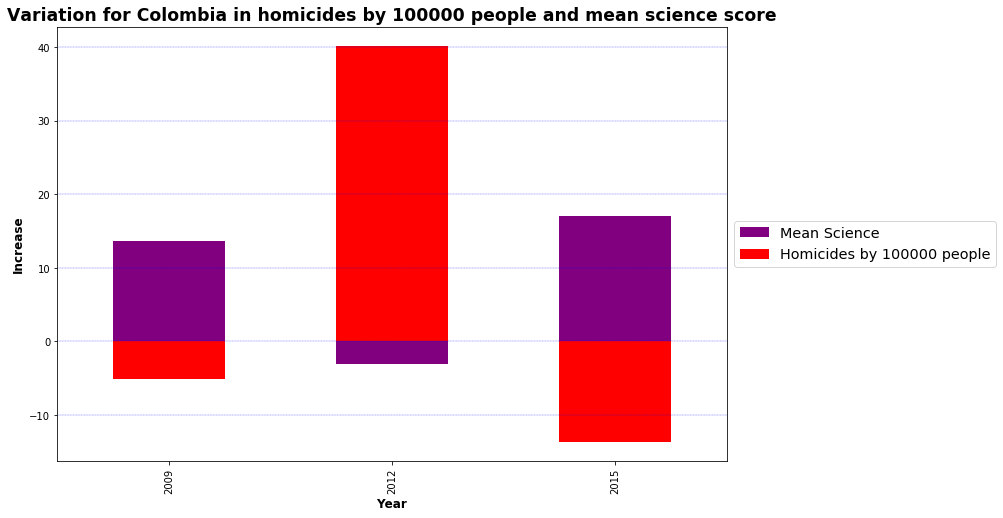 Variation for Colombia in homicides by 100000 people and mean science score
Increase
40
30
20
10
0
−10
2009
2012
2015
Year
Mean Science
Homicides by 100000 people